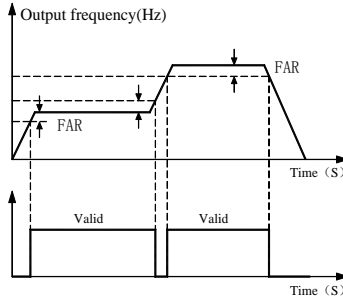 Output frequency(Hz)
FAR
FAR
Time（S）
Valid
Valid
Time（S）